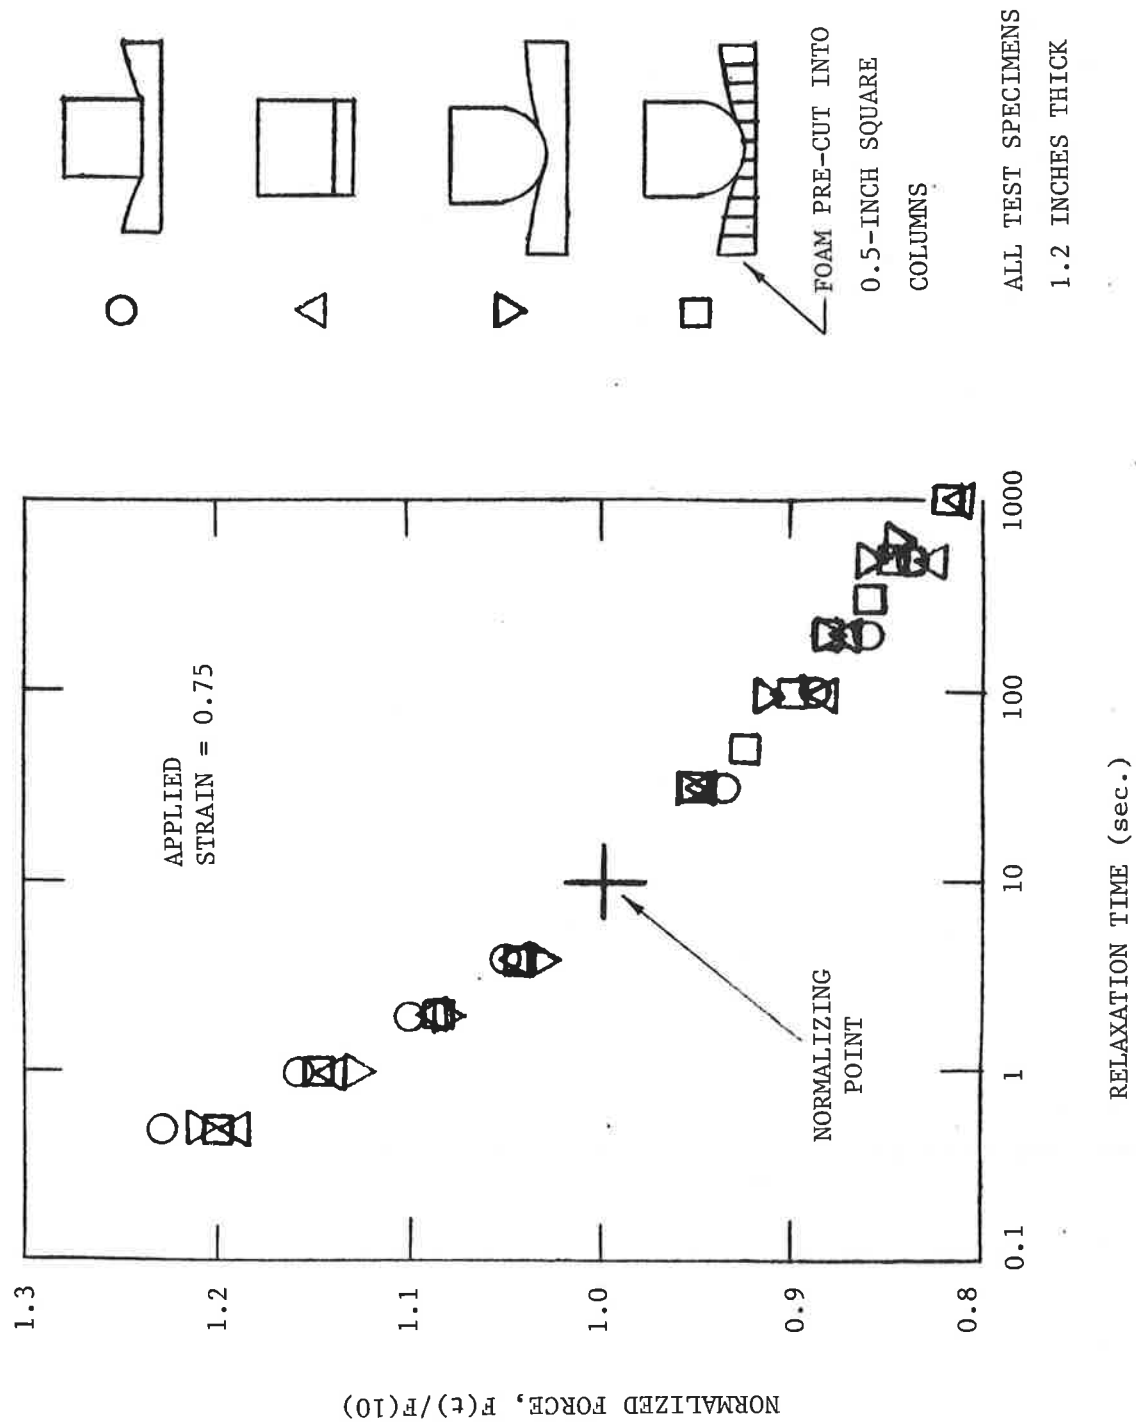 NORMALIZED FORCE, F(t)/F(10)
1.3
1.2
1.1
1.0
0.9
0.8
0.1
1
10
100
1000
RELAXATION TIME (sec.)
APPLIED
STRAIN = 0.75
NORMALIZING
POINT
FOAM PRE-CUT INTO
0.5-INCH SQUARE
COLUMNS
ALL TEST SPECIMENS
1.2 INCHES THICK